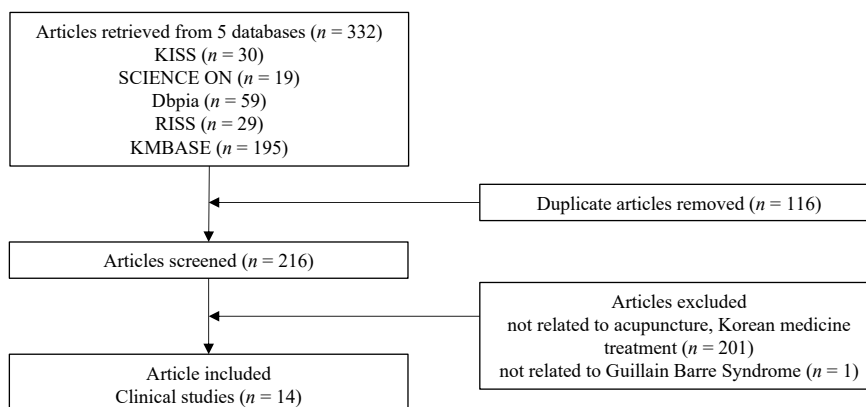 Articles retrieved from 5 databases (n = 332)
KISS (n = 30)
SCIENCE ON (n = 19)
Dbpia (n = 59)
RISS (n = 29)
KMBASE (n = 195)
Duplicate articles removed (n = 116)
Articles screened (n = 216)
Articles excluded
not related to acupuncture, Korean medicine
treatment (n = 201)
not related to Guillain Barre Syndrome (n = 1)
Article included
Clinical studies (n = 14)